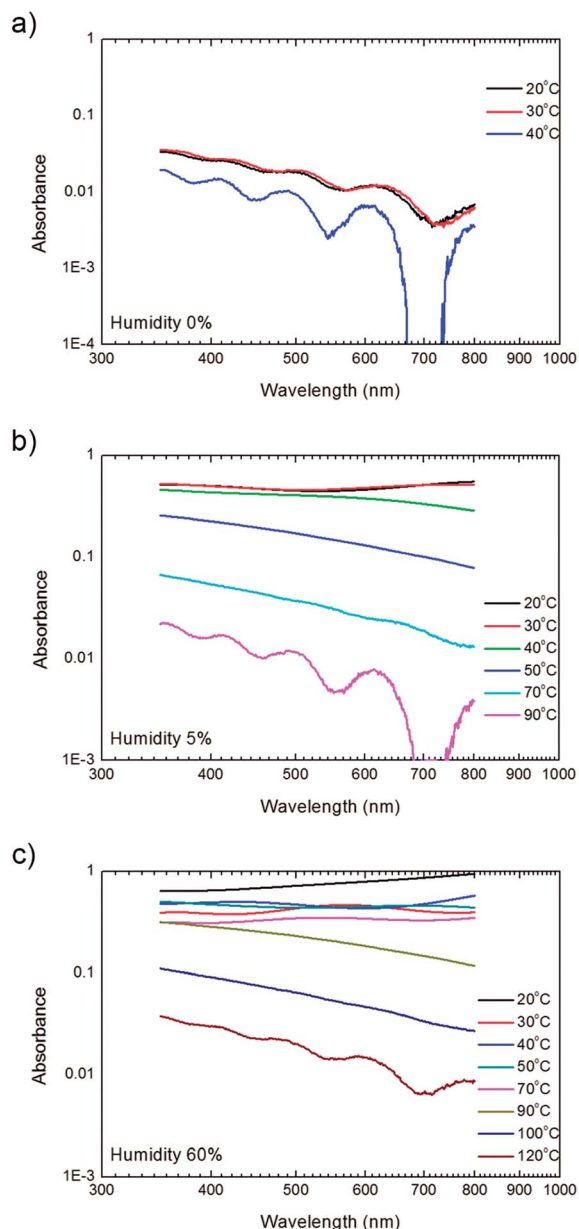 a)
1
0.1
0.01
1E-3
1E-4
Absorbance
20°C
30°C
40°C
Humidity 0%
300 400 500 600 700 800 900 1000
Wavelength (nm)
b)
1
0.1
0.01
1E-3
Absorbance
20°C
30°C
40°C
50°C
70°C
90°C
Humidity 5%
300 400 500 600 700 800 900 1000
Wavelength (nm)
c)
1
0.1
0.01
1E-3
Absorbance
20°C
30°C
40°C
50°C
70°C
90°C
100°C
120°C
Humidity 60%
300 400 500 600 700 800 900 1000
Wavelength (nm)